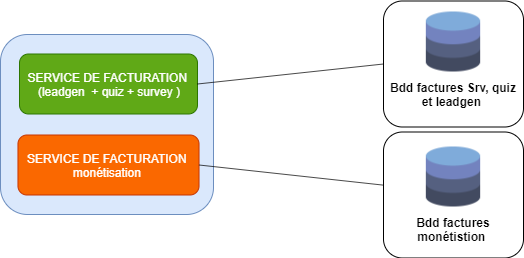 SERVICE DE FACTURATION
(leadgen + quiz + survey )
SERVICE DE FACTURATION
monétisation
Bdd factures Srv, quiz
et leadgen
Bdd factures
monétistion